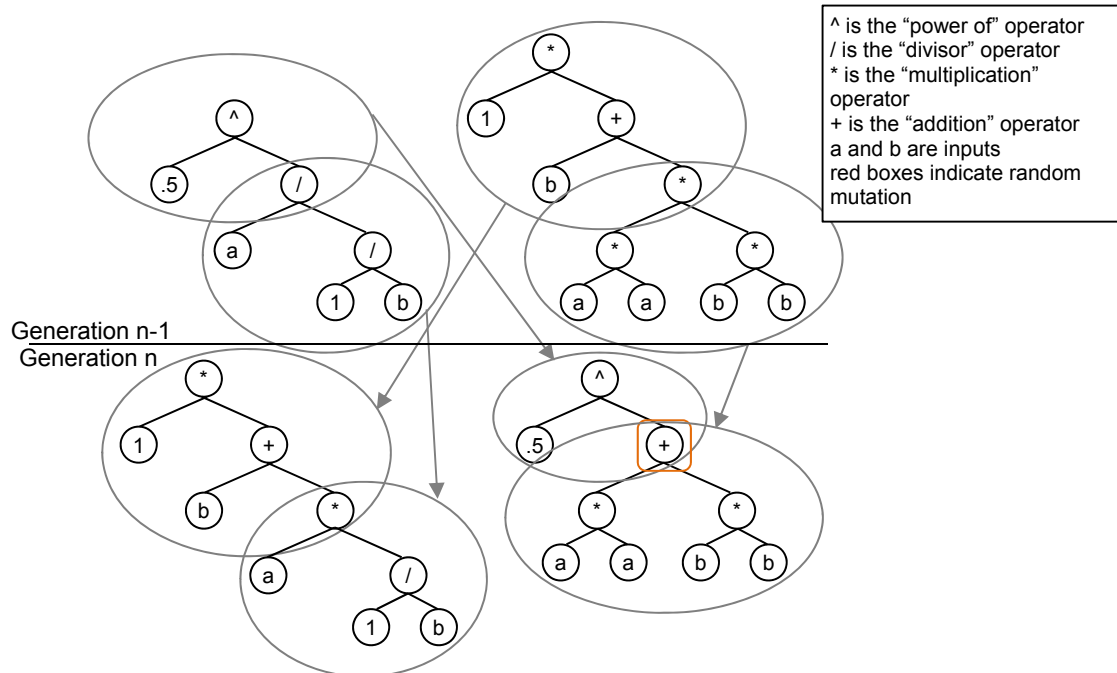 ^ is the “power of” operator
/ is the “divisor” operator
* is the “multiplication”
operator
+ is the “addition” operator
a and b are inputs
red boxes indicate random
mutation
^
.5
/
a
/
1
b
*
1
+
b
*
*
*
a
a
b
b
Generation n-1
Generation n
*
1
+
b
*
a
/
1
b
^
.5
+
*
*
a
a
b
b